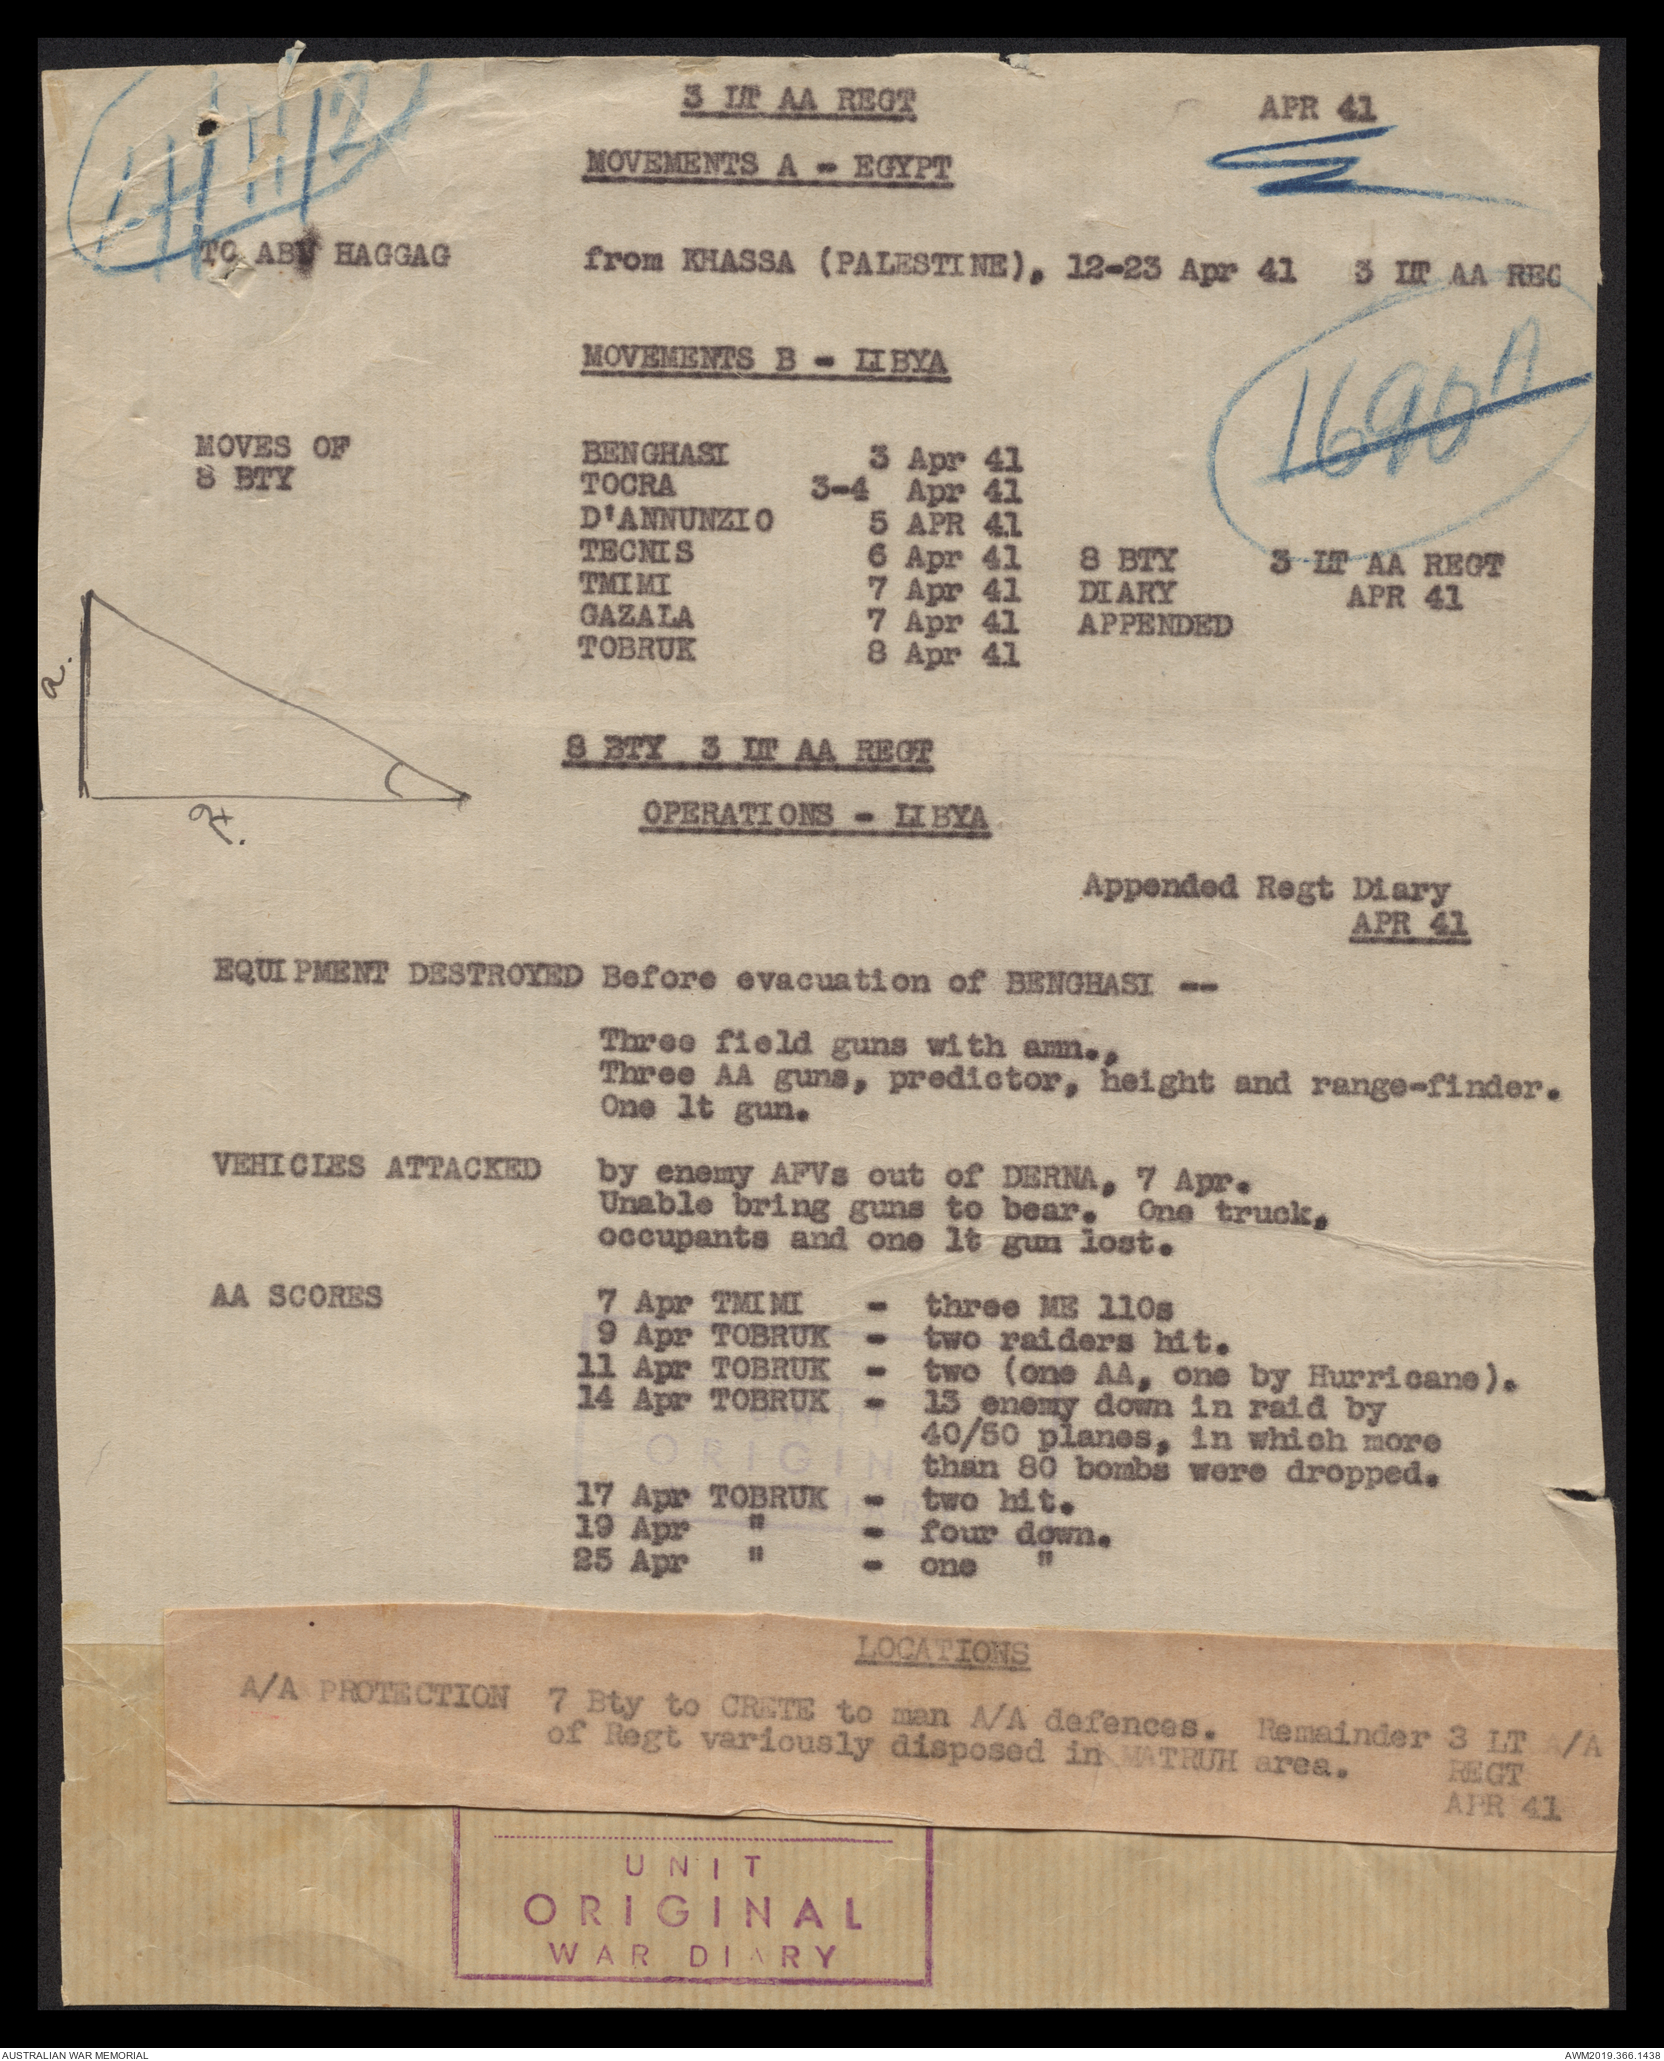 3 LT AA REGT APR 41
MOVEMENTS A - EGYPT
TO ABU HAGGAG from KHASSA (PALESTINE), 12-23 Apr 41 3 LT AA REG
MOVEMENTS B - LIBYA
1690 A
MOVES OF
8 BTY
BENGHASI 3 Apr 41
TOCRA 3-4 Apr 41
D'ANNUNZIO 5 APR 41
TECNIS 6 Apr 41 8 BTY 3 LT AA REGT
TMIMI 7 Apr 41 DIARY APR 41
GAZALA 7 Apr 41 APPENDED
TOBRUK 8 Apr 41
a.
8 BTY 3 LT AA REGT
OPERATIONS - LIBYA
Appended Regt Diary
APR 41
EQUIPMENT DESTROYED Before evacuation of BENGHASI --
Three field guns with amn.,
Three AA guns, predictor, height and range-finder.
One lt gun.
VEHICLES ATTACKED by enemy AFVs out of DERNA, 7 Apr.
Unable bring guns to bear. One truck,
occupants and one lt gun lost.
AA SCORES 7 Apr TMIMI - three ME 110s
9 Apr TOBRUK - two raiders hit.
11 Apr TOBRUK - two (one AA, one by Hurricane).
14 Apr TOBRUK - 13 enemy down in raid by
40/50 planes, in which more
than 80 bombs were dropped.
17 Apr TOBRUK - two hit.
19 Apr " - four down.
25 Apr " - one "
LOCATIONS
A/A PROTECTION 7 Bty to CRETE to man A/A defences. Remainder 3 LT A/A
of Regt variously disposed in MATRUH area. REGT
APR 41
UNIT
ORIGINAL
WAR DIARY
AUSTRALIAN WAR MEMORIAL AWM2019.366.1438